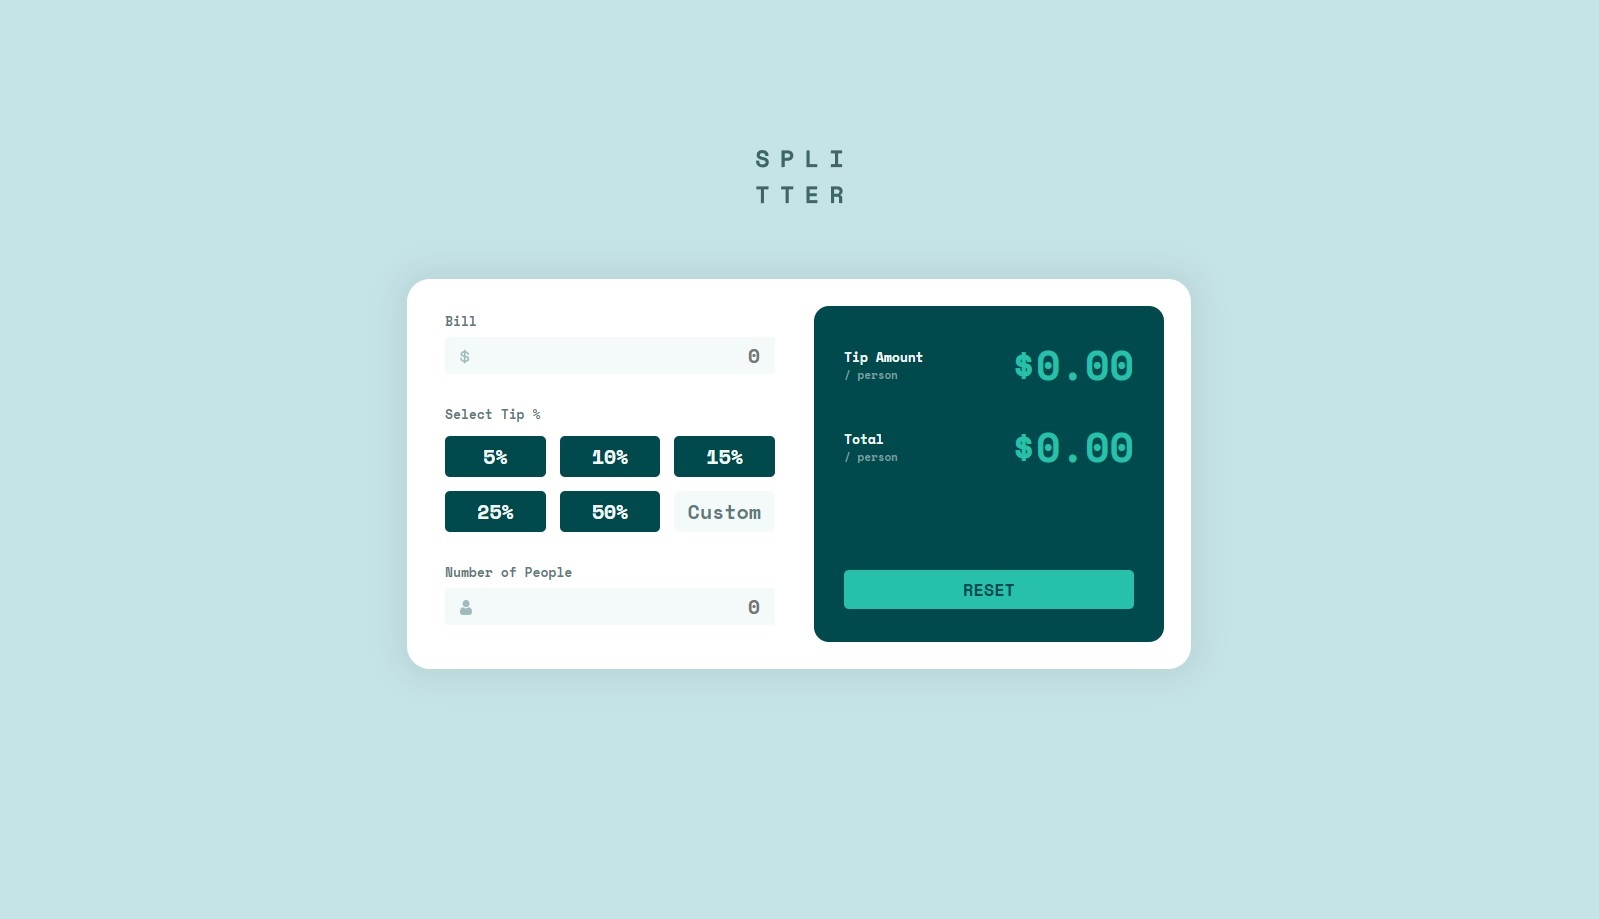 SPLI
TTER
Bill
$ 0
Select Tip %
5% 10% 15%
25% 50% Custom
Number of People
0
Tip Amount
/ person
$0.00
Total
/ person
$0.00
RESET